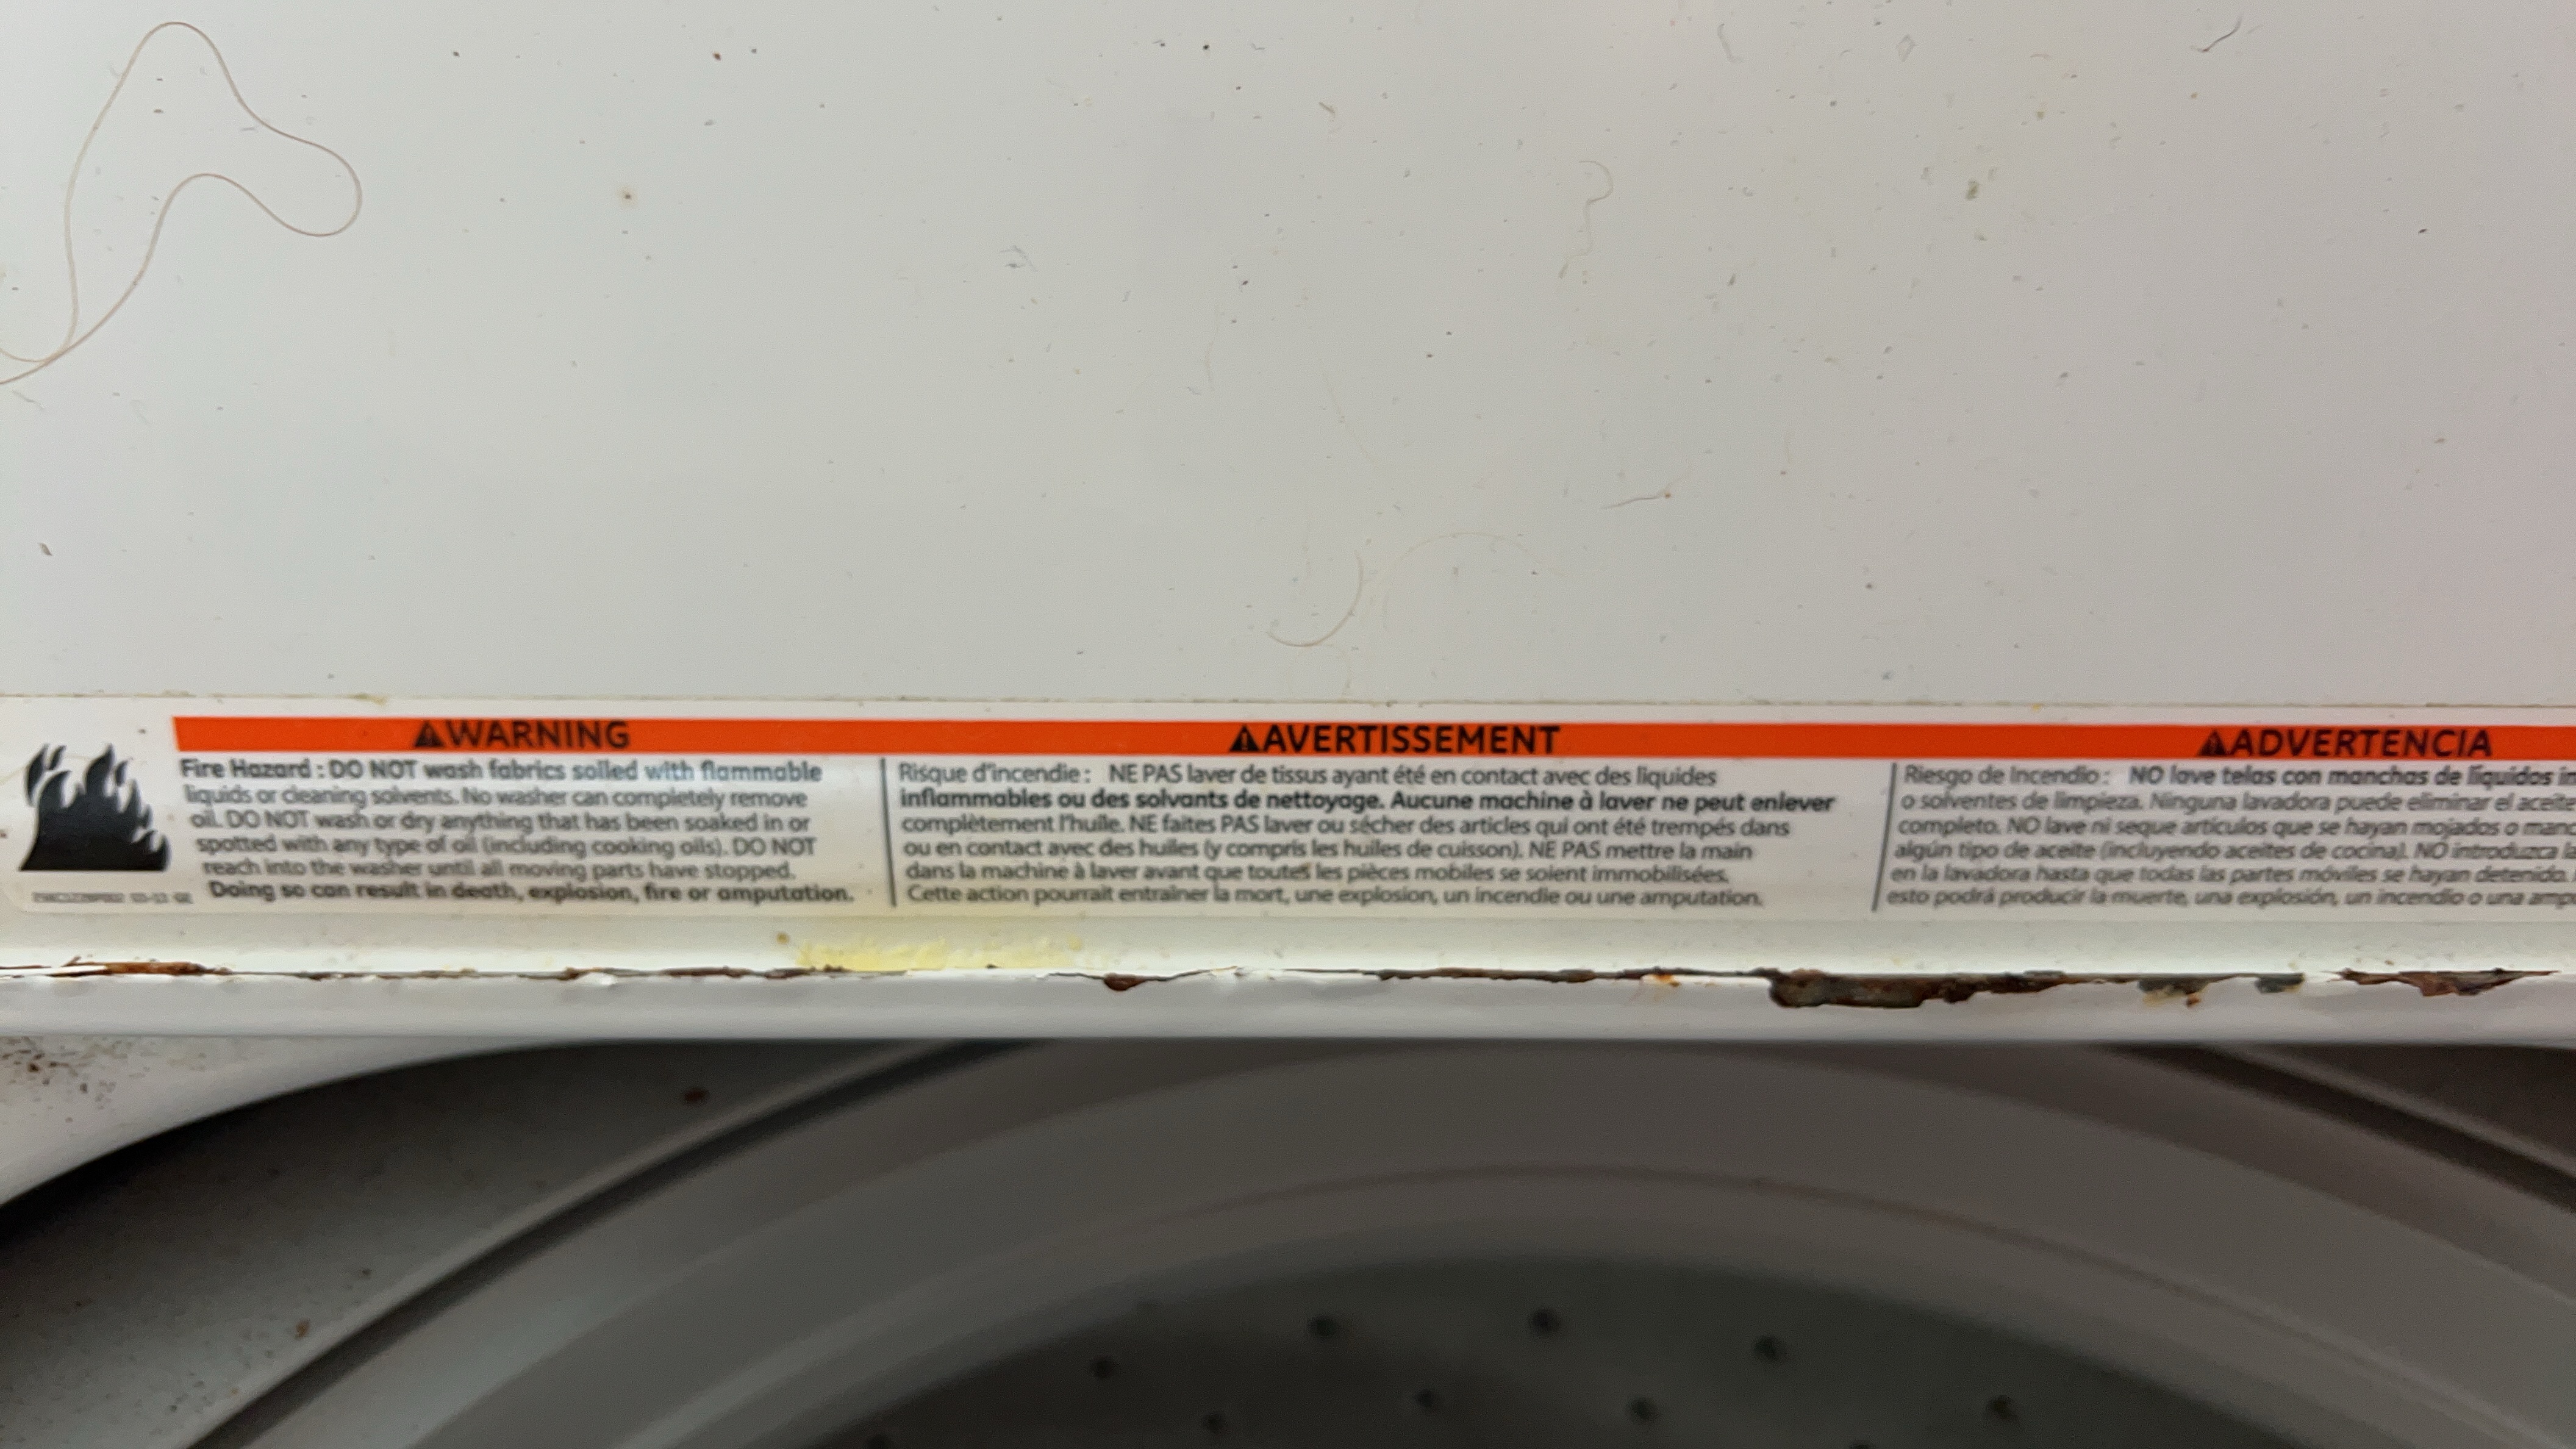 WARNING
Fire Hazard : DO NOT wash fabrics soiled with flammable
liquids or cleaning solvents. No washer can completely remove
oil. DO NOT wash or dry anything that has been soaked in or
spotted with any type of oil (including cooking oils). DO NOT
reach into the washer until all moving parts have stopped.
Doing so can result in death, explosion, fire or amputation.
AVERTISSEMENT
Risque d'incendie : NE PAS laver de tissus ayant été en contact avec des liquides
inflammables ou des solvants de nettoyage. Aucune machine à laver ne peut enlever
complètement l'huile. NE faites PAS laver ou sécher des articles qui ont été trempés dans
ou en contact avec des huiles (y compris les huiles de cuisson). NE PAS mettre la main
dans la machine à laver avant que toutes les pièces mobiles se soient immobilisées.
Cette action pourrait entraîner la mort, une explosion, un incendie ou une amputation.
ADVERTENCIA
Riesgo de Incendio : NO lave telas con manchas de líquidos
o solventes de limpieza. Ninguna lavadora puede eliminar el aceite
completo. NO lave ni seque artículos que se hayan mojados o
algún tipo de aceite (incluyendo aceites de cocina). NO introduzca
en la lavadora hasta que todas las partes móviles se hayan detenido.
esto podrá producir la muerte, una explosión, un incendio o una